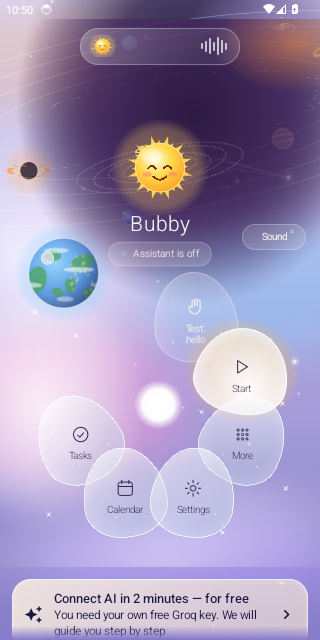 10:50
Bubby
Sound
Assistant is off
Test:
.hello
Start
Tasks
More
Calendar
Settings
Connect AI in 2 minutes — for free
You need your own free Groq key. We will
guide you step by step